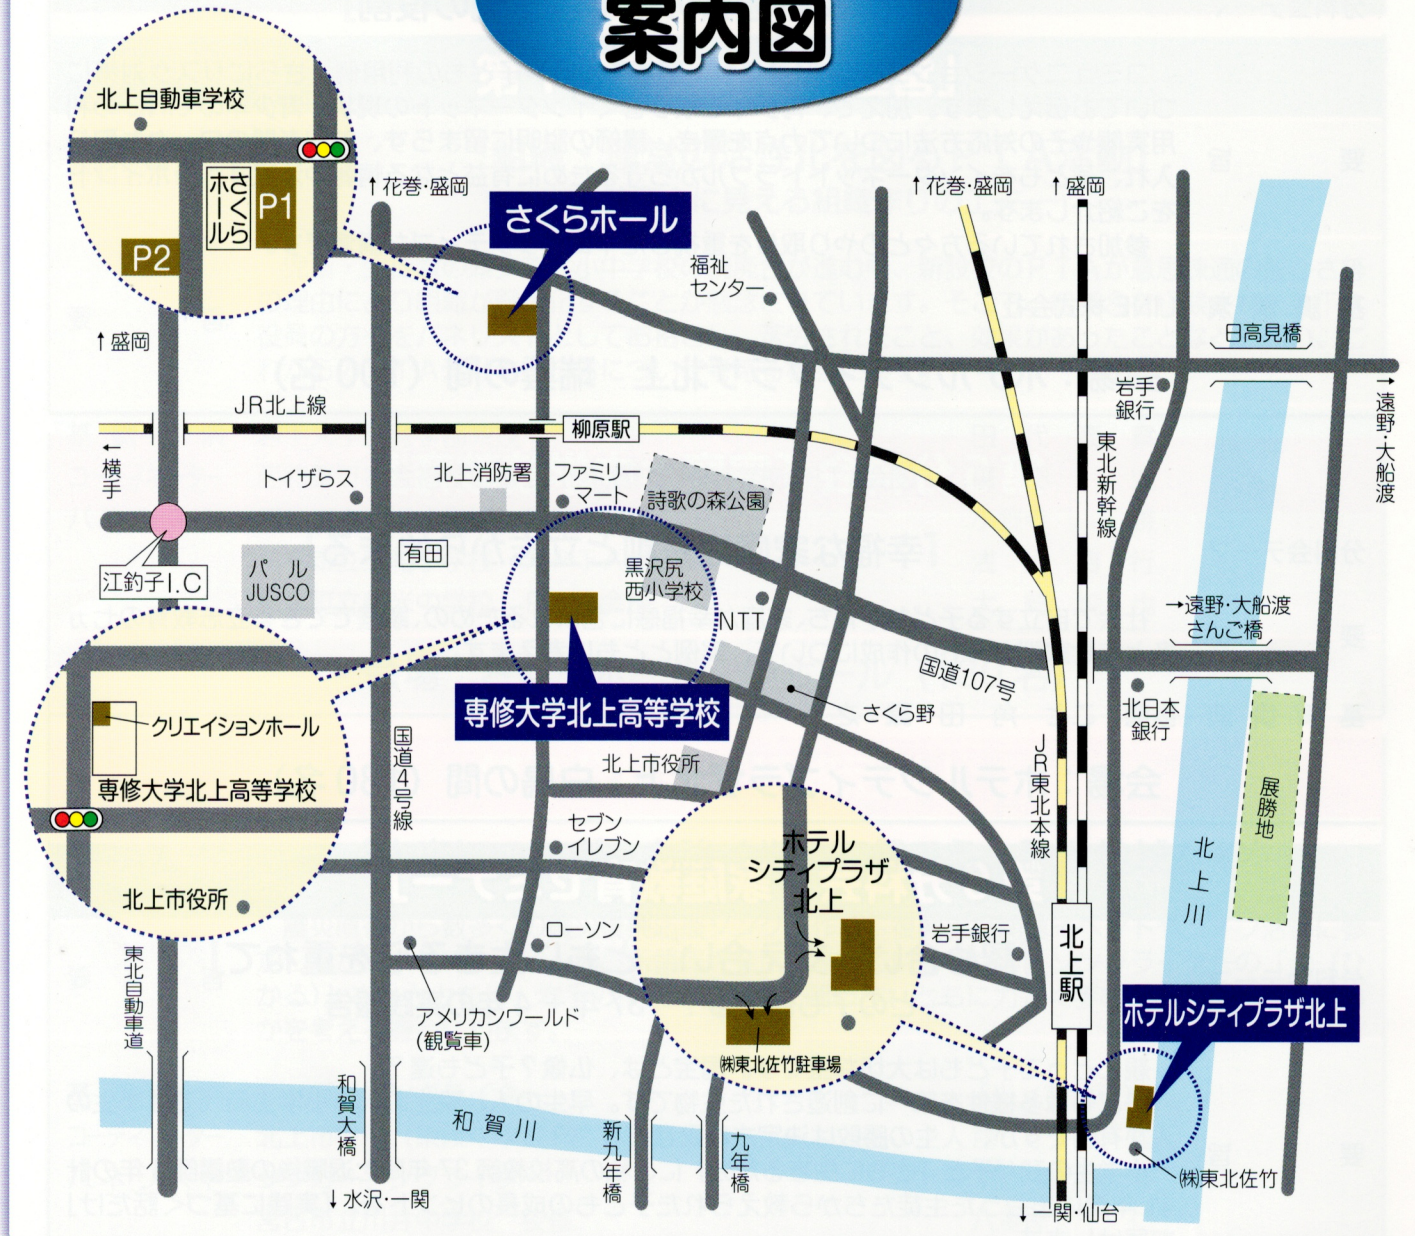 案内図
北上自動車学校
さくら
ホール
P1
P2
↑花巻・盛岡
さくらホール
福祉
センター
↑花巻・盛岡
↑盛岡
日高見橋
↑盛岡
岩手
銀行
→遠野・大船渡
JR北上線
柳原駅
東北新幹線
←横手
トイザらス
北上消防署
ファミリー
マート
詩歌の森公園
有田
江釣子I.C
パル
JUSCO
黒沢尻
西小学校
NTT
→遠野・大船渡
さんご橋
国道107号
さくら野
北日本
銀行
専修大学北上高等学校
クリエイションホール
専修大学北上高等学校
国道4号線
北上市役所
JR東北本線
展勝地
北上川
セブン
イレブン
ホテル
シティプラザ
北上
北上市役所
ローソン
岩手銀行
北上駅
東北自動車道
アメリカンワールド
(観覧車)
ホテルシティプラザ北上
㈱東北佐竹駐車場
和賀大橋
和賀川
新九年橋
九年橋
㈱東北佐竹
↓水沢・一関
↓一関・仙台